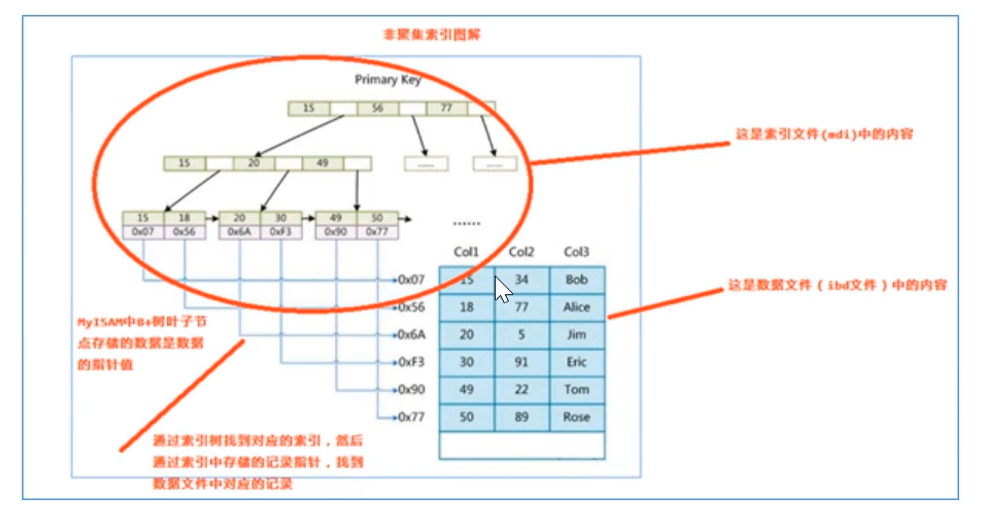 非聚集索引图解
Primary Key
15 56 77
这是索引文件(mdi)中的内容
15 20 49 ...... ......
15 18 20 30 49 50
0x07 0x56 0x6A 0xF3 0x90 0x77
......
Col1 Col2 Col3
0x07 15 34 Bob
这是数据文件（ibd文件）中的内容
0x56 18 77 Alice
MyISAM中B+树叶子节
点存储的数据是数据
的指针值
0x6A 20 5 Jim
0xF3 30 91 Eric
0x90 49 22 Tom
0x77 50 89 Rose
通过索引树找到对应的索引，然后
通过索引中存储的记录指针，找到
数据文件中对应的记录